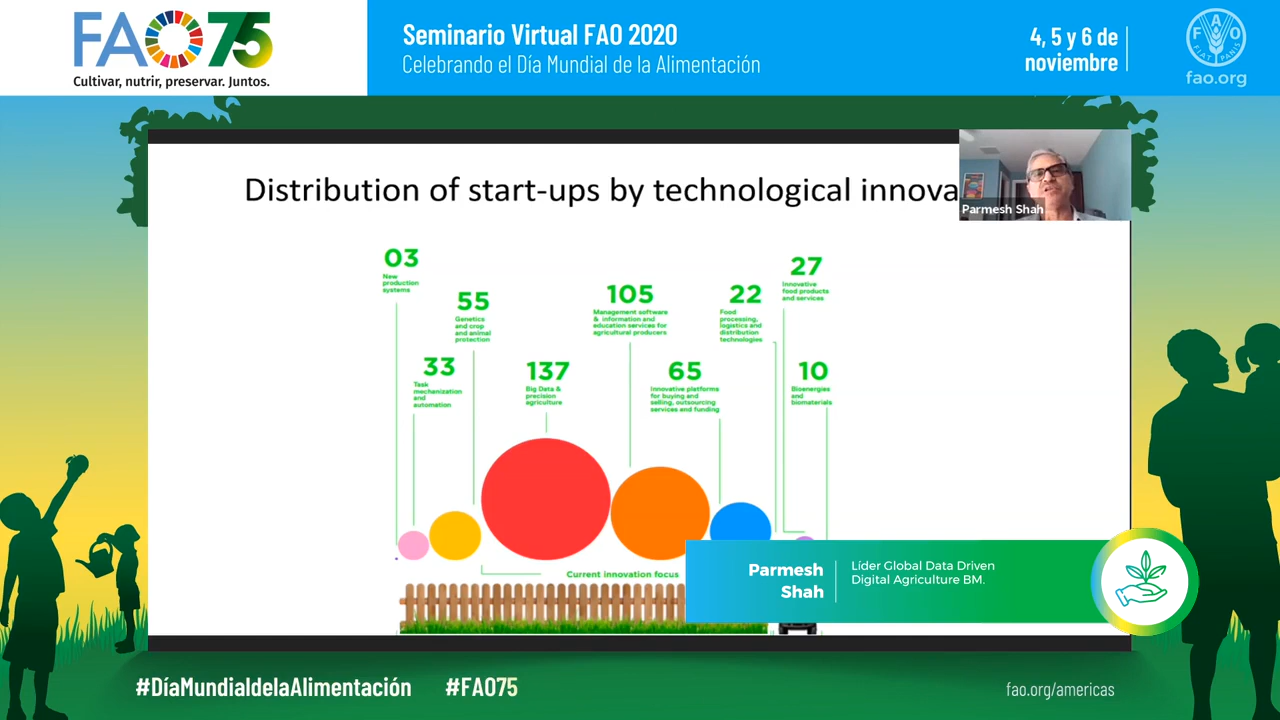 FAO75
Cultivar, nutrir, preservar. Juntos.
Seminario Virtual FAO 2020
Celebrando el Día Mundial de la Alimentación
4, 5 y 6 de
noviembre
FAO
FIAT PANIS
fao.org
Distribution of start-ups by technological innova
Parmesh Shah
03
New
production
systems
55
Genetics
and crop
and animal
protection
105
Management software
& information and
education services for
agricultural producers
22
Food
processing,
logistics and
distribution
technologies
27
Innovative
food products
and services
33
Task
mechanization
and
automation
137
Big Data &
precision
agriculture
65
Innovative platforms
for buying and
selling, outsourcing
services and funding
10
Bioenergies
and
biomaterials
Current innovation focus
Parmesh
Shah
Líder Global Data Driven
Digital Agriculture BM.
#DíaMundialdelaAlimentación
#FAO75
fao.org/americas